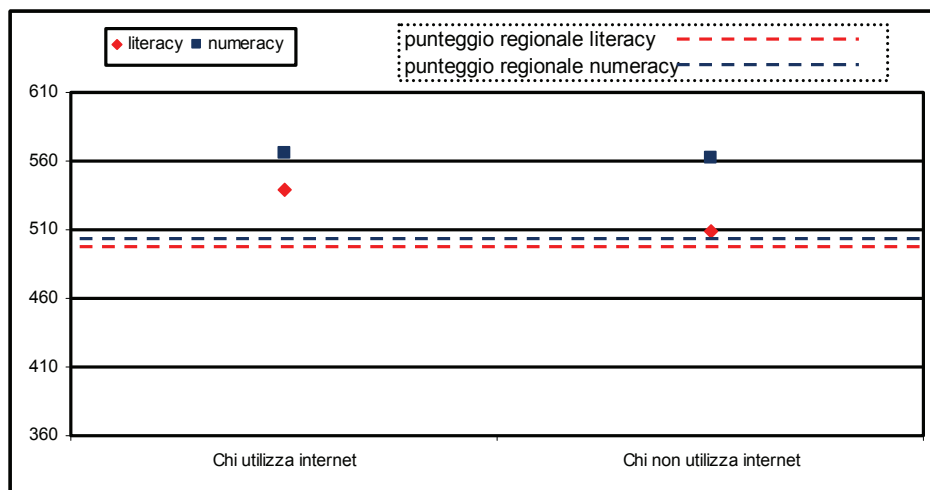 literacy numeracy
punteggio regionale literacy
punteggio regionale numeracy
610
560
510
460
410
360
Chi utilizza internet
Chi non utilizza internet